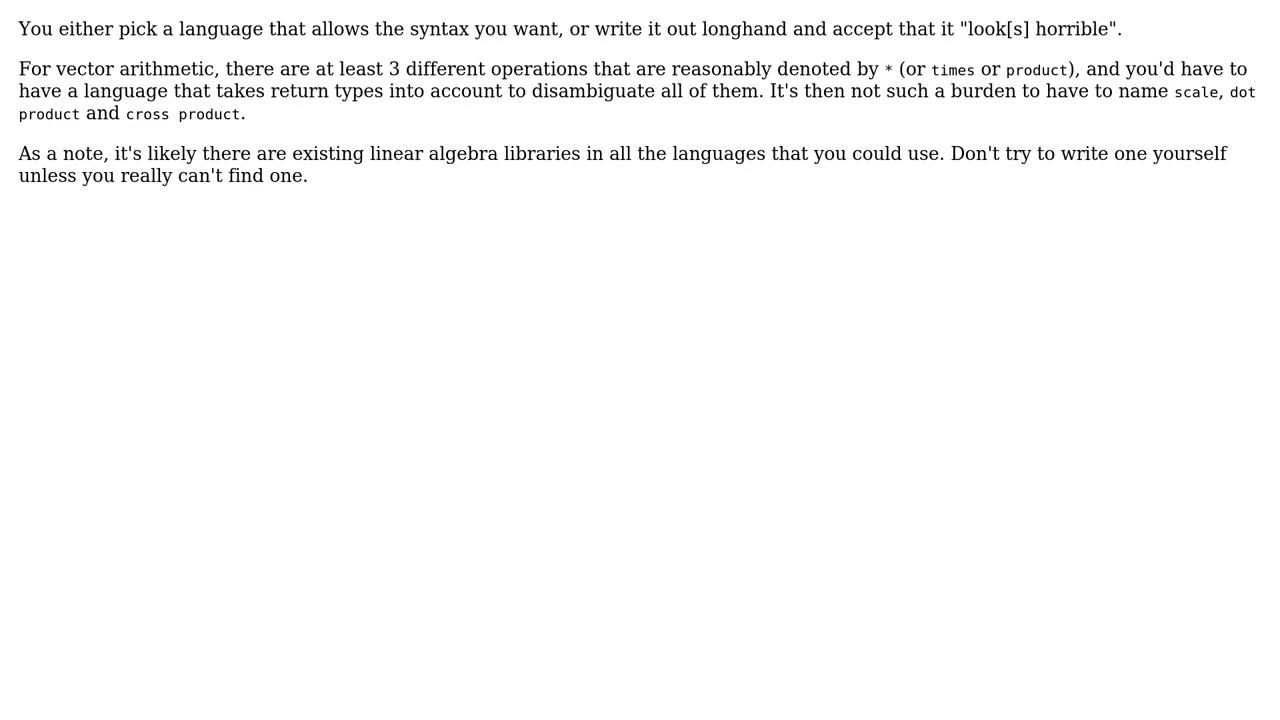 You either pick a language that allows the syntax you want, or write it out longhand and accept that it "look[s] horrible".
For vector arithmetic, there are at least 3 different operations that are reasonably denoted by * (or times or product), and you'd have to
have a language that takes return types into account to disambiguate all of them. It's then not such a burden to have to name scale, dot
product and cross product.
As a note, it's likely there are existing linear algebra libraries in all the languages that you could use. Don't try to write one yourself
unless you really can't find one.